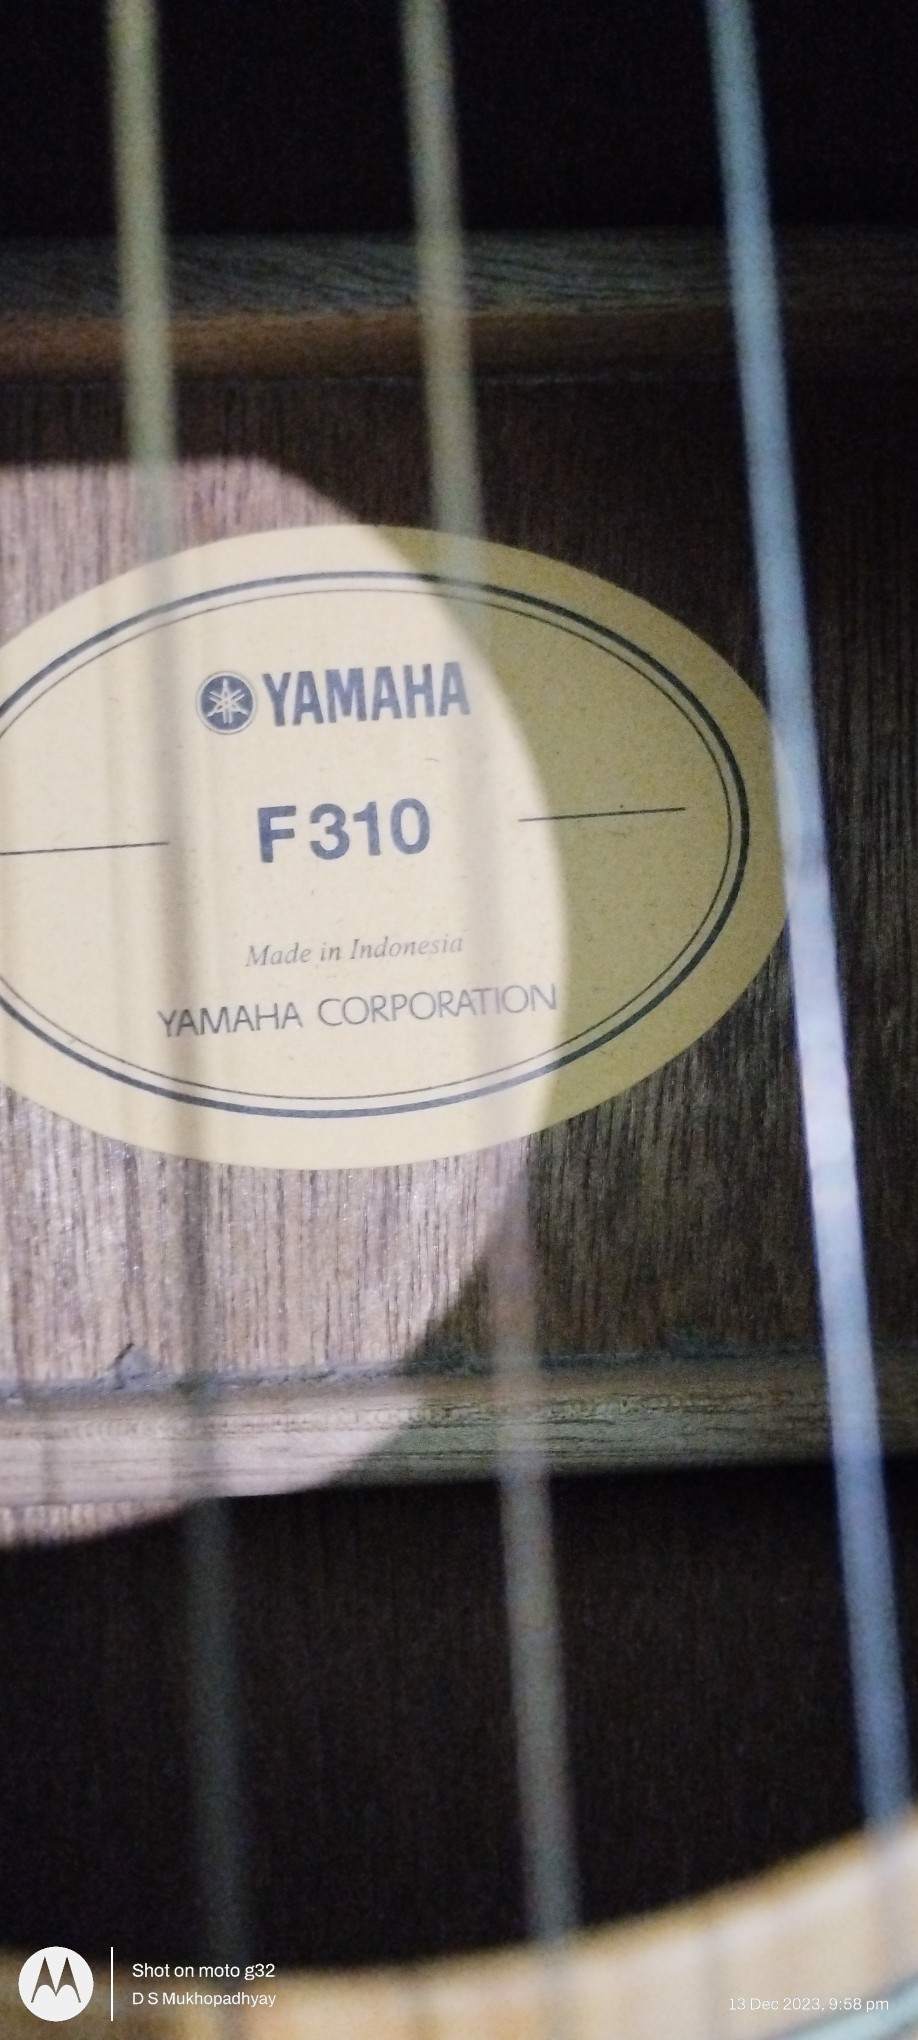 YAMAHA
F310
Made in Indonesia
YAMAHA CORPORATION
Shot on moto g32
D S Mukhopadhyay
13 Dec 2023, 9:58 pm